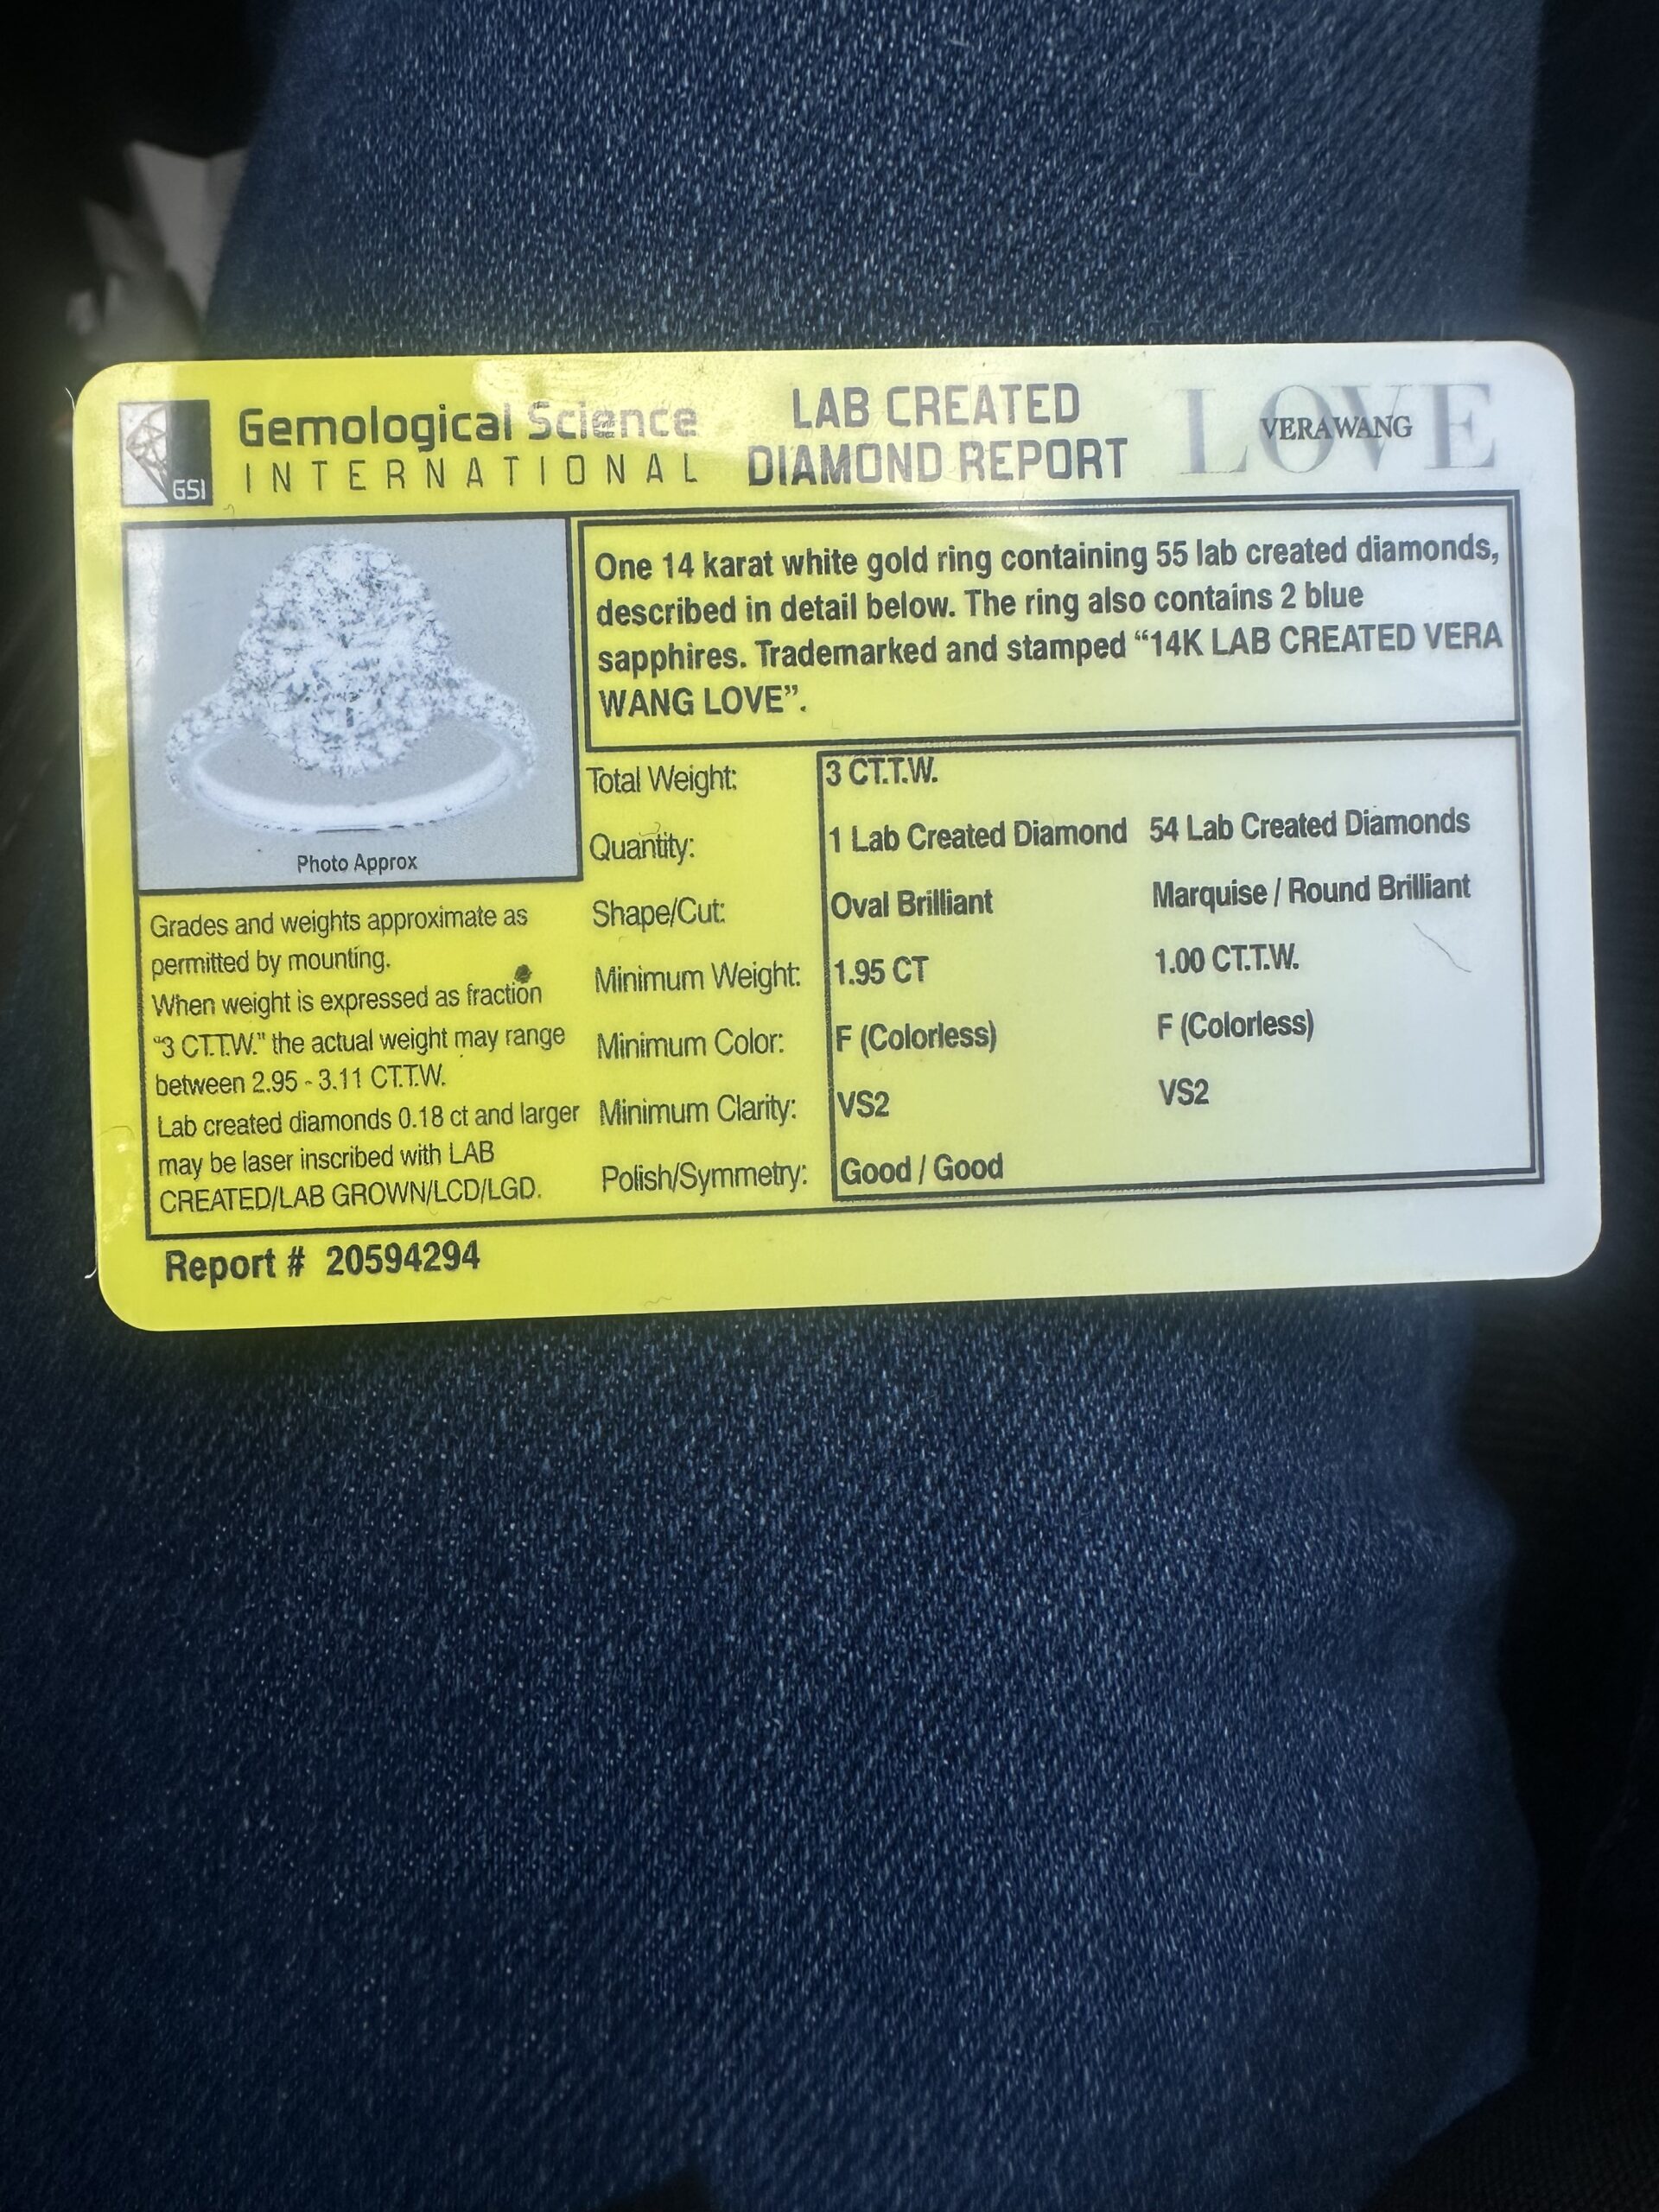 Gemological Science
INTERNATIONAL
GSI
LAB CREATED
DIAMOND REPORT
LOVE
VERA WANG
One 14 karat white gold ring containing 55 lab created diamonds,
described in detail below. The ring also contains 2 blue
sapphires. Trademarked and stamped “14K LAB CREATED VERA
WANG LOVE”.
Photo Approx
Grades and weights approximate as
permitted by mounting.
When weight is expressed as fraction
“3 CT.T.W.” the actual weight may range
between 2.95 - 3.11 CT.T.W.
Lab created diamonds 0.18 ct and larger
may be laser inscribed with LAB
CREATED/LAB GROWN/LCD/LGD.
Total Weight: 3 CT.T.W.
Quantity: 1 Lab Created Diamond 54 Lab Created Diamonds
Shape/Cut: Oval Brilliant Marquise / Round Brilliant
Minimum Weight: 1.95 CT 1.00 CT.T.W.
Minimum Color: F (Colorless) F (Colorless)
Minimum Clarity: VS2 VS2
Polish/Symmetry: Good / Good
Report # 20594294